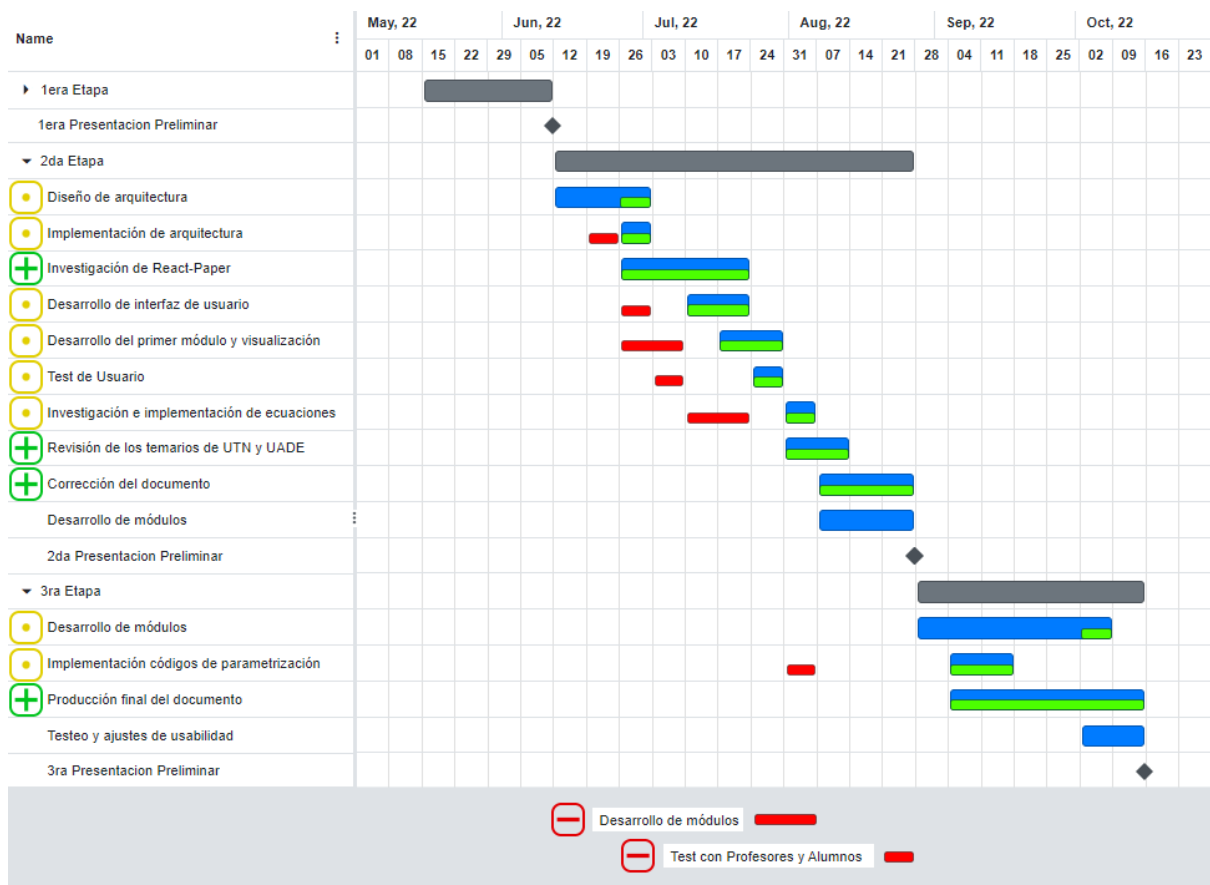 Name
May, 22 Jun, 22 Jul, 22 Aug, 22 Sep, 22 Oct, 22
01 08 15 22 29 05 12 19 26 03 10 17 24 31 07 14 21 28 04 11 18 25 02 09 16 23
1era Etapa
1era Presentacion Preliminar
2da Etapa
Diseño de arquitectura
Implementación de arquitectura
Investigación de React-Paper
Desarrollo de interfaz de usuario
Desarrollo del primer módulo y visualización
Test de Usuario
Investigación e implementación de ecuaciones
Revisión de los temarios de UTN y UADE
Corrección del documento
Desarrollo de módulos
2da Presentacion Preliminar
3ra Etapa
Desarrollo de módulos
Implementación códigos de parametrización
Producción final del documento
Testeo y ajustes de usabilidad
3ra Presentacion Preliminar
Desarrollo de módulos
Test con Profesores y Alumnos